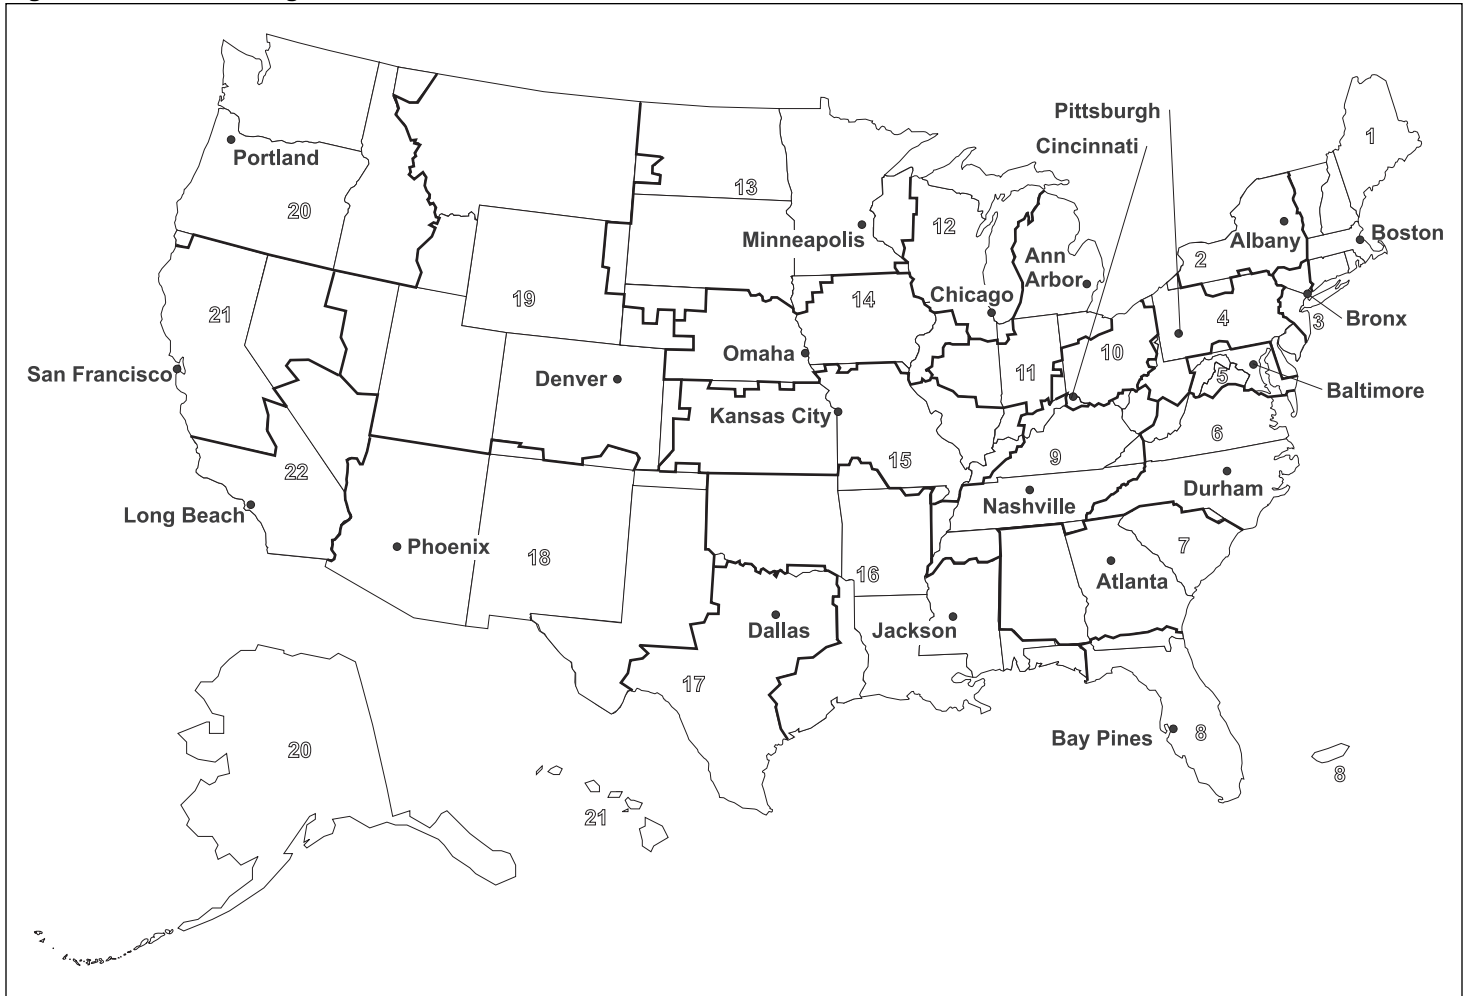 Pittsburgh
Cincinnati
1
Portland
13
20
12
Minneapolis
Albany
Boston
Ann
Arbor
2
19
14
Chicago
21
4
3
Bronx
Omaha
10
San Francisco
Denver
11
5
Baltimore
Kansas City
6
9
15
22
Durham
Nashville
Long Beach
Phoenix
18
7
16
Atlanta
Dallas
Jackson
17
Bay Pines
8
20
8
21